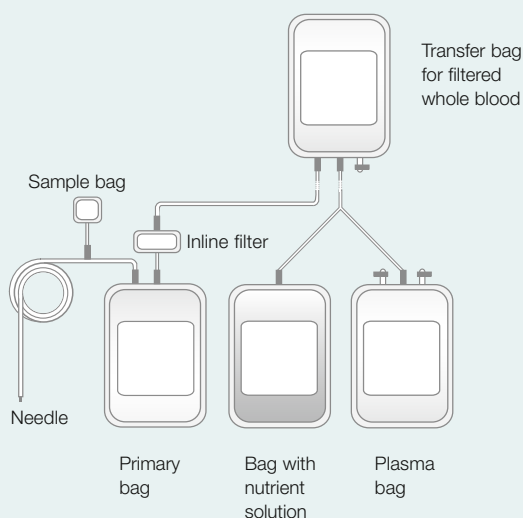 Transfer bag
for filtered
whole blood
Sample bag
Inline filter
Needle
Primary
bag
Bag with
nutrient
solution
Plasma
bag